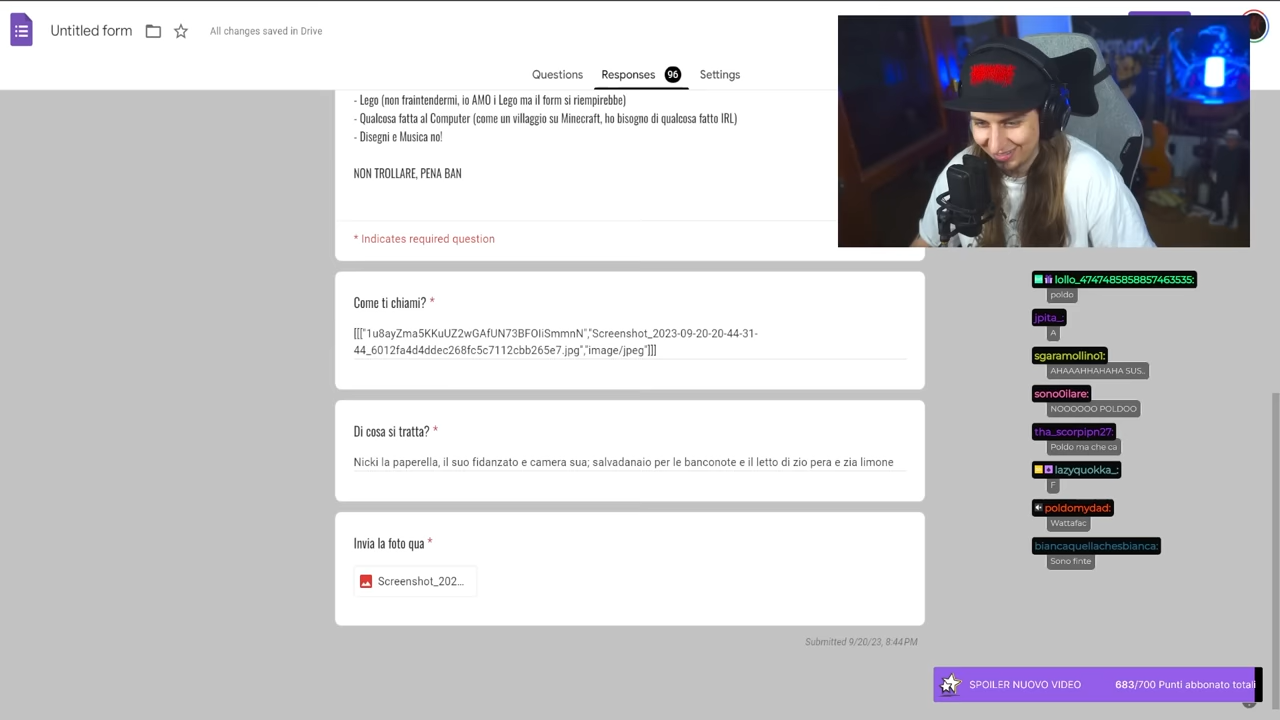 Untitled form
All changes saved in Drive
Questions
Responses
96
Settings
- Lego (non fraintendermi, io AMO i Lego ma il form si riempirebbe)
- Qualcosa fatta al Computer (come un villaggio su Minecraft, ho bisogno di qualcosa fatto IRL)
- Disegni e Musica no!
NON TROLLARE, PENA BAN
* Indicates required question
Come ti chiami? *
[[["1u8ayZma5KKuUZ2wGAfUN73BFOIiSmmnN","Screenshot_2023-09-20-20-44-31-
44_6012fa4d4ddec268fc5c7112cbb265e7.jpg","image/jpeg"]]]
Di cosa si tratta? *
Nicki la paperella, il suo fidanzato e camera sua; salvadanaio per le banconote e il letto di zio pera e zia limone
Invia la foto qua *
Screenshot_202...
Submitted 9/20/23, 8:44 PM
lollo_4747485858857463535:
poldo
jpita_:
A
sgaramollino1:
AHAAAHHAHAHA SUS..
sono0ilare:
NOOOOOO POLDOO
tha_scorpipn27:
Poldo ma che ca
lazyquokka_:
F
poldomydad:
Wattafac
biancaquellachesbianca:
Sono finte
SPOILER NUOVO VIDEO
683/700 Punti abbonato totali